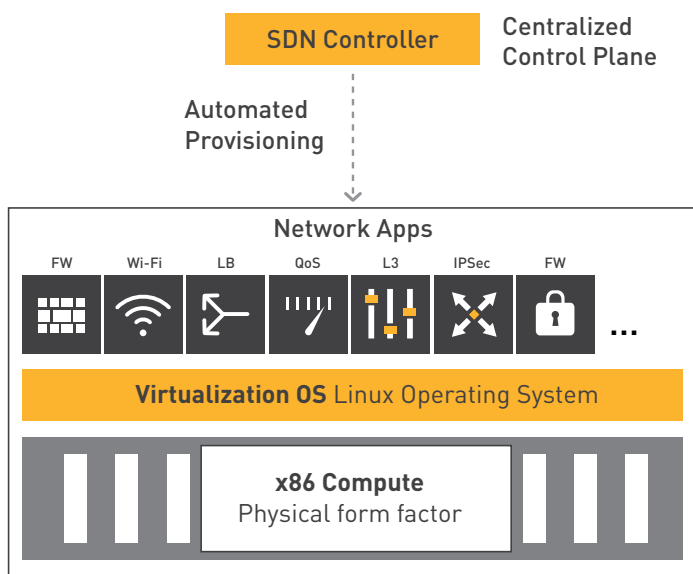 SDN Controller
Centralized
Control Plane
Automated
Provisioning
Network Apps
FW Wi-Fi LB QoS L3 IPSec FW
...
Virtualization OS Linux Operating System
x86 Compute
Physical form factor